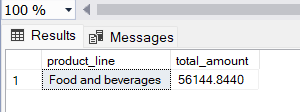 100 %
Results Messages
product_line total_amount
1 Food and beverages 56144.8440